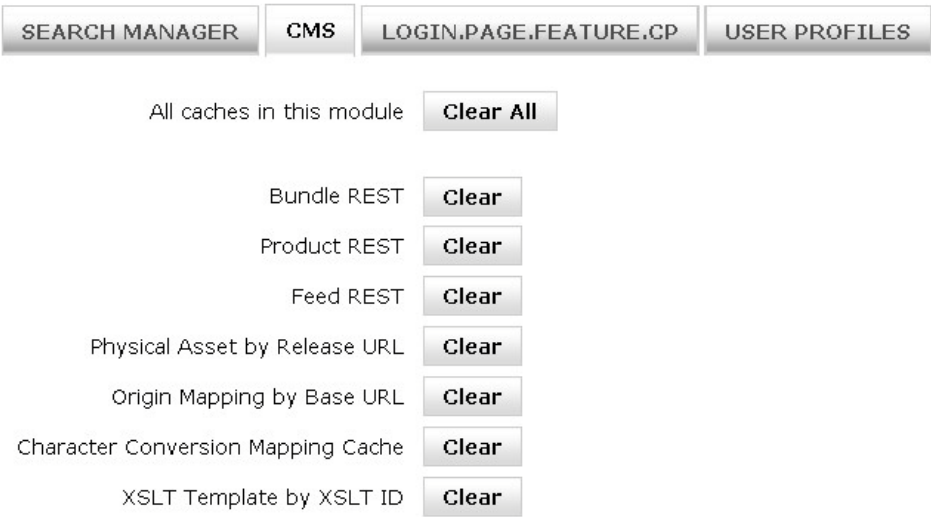 SEARCH MANAGER CMS LOGIN.PAGE.FEATURE.CP USER PROFILES
All caches in this module Clear All
Bundle REST Clear
Product REST Clear
Feed REST Clear
Physical Asset by Release URL Clear
Origin Mapping by Base URL Clear
Character Conversion Mapping Cache Clear
XSLT Template by XSLT ID Clear